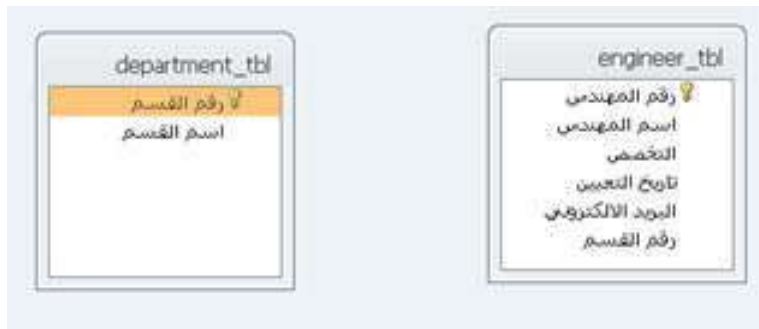 department_tbl
رقم القسم
اسم القسم
engineer_tbl
رقم المهندس
اسم المهندس
التخصص
تاريخ التعيين
البريد الالكتروني
رقم القسم